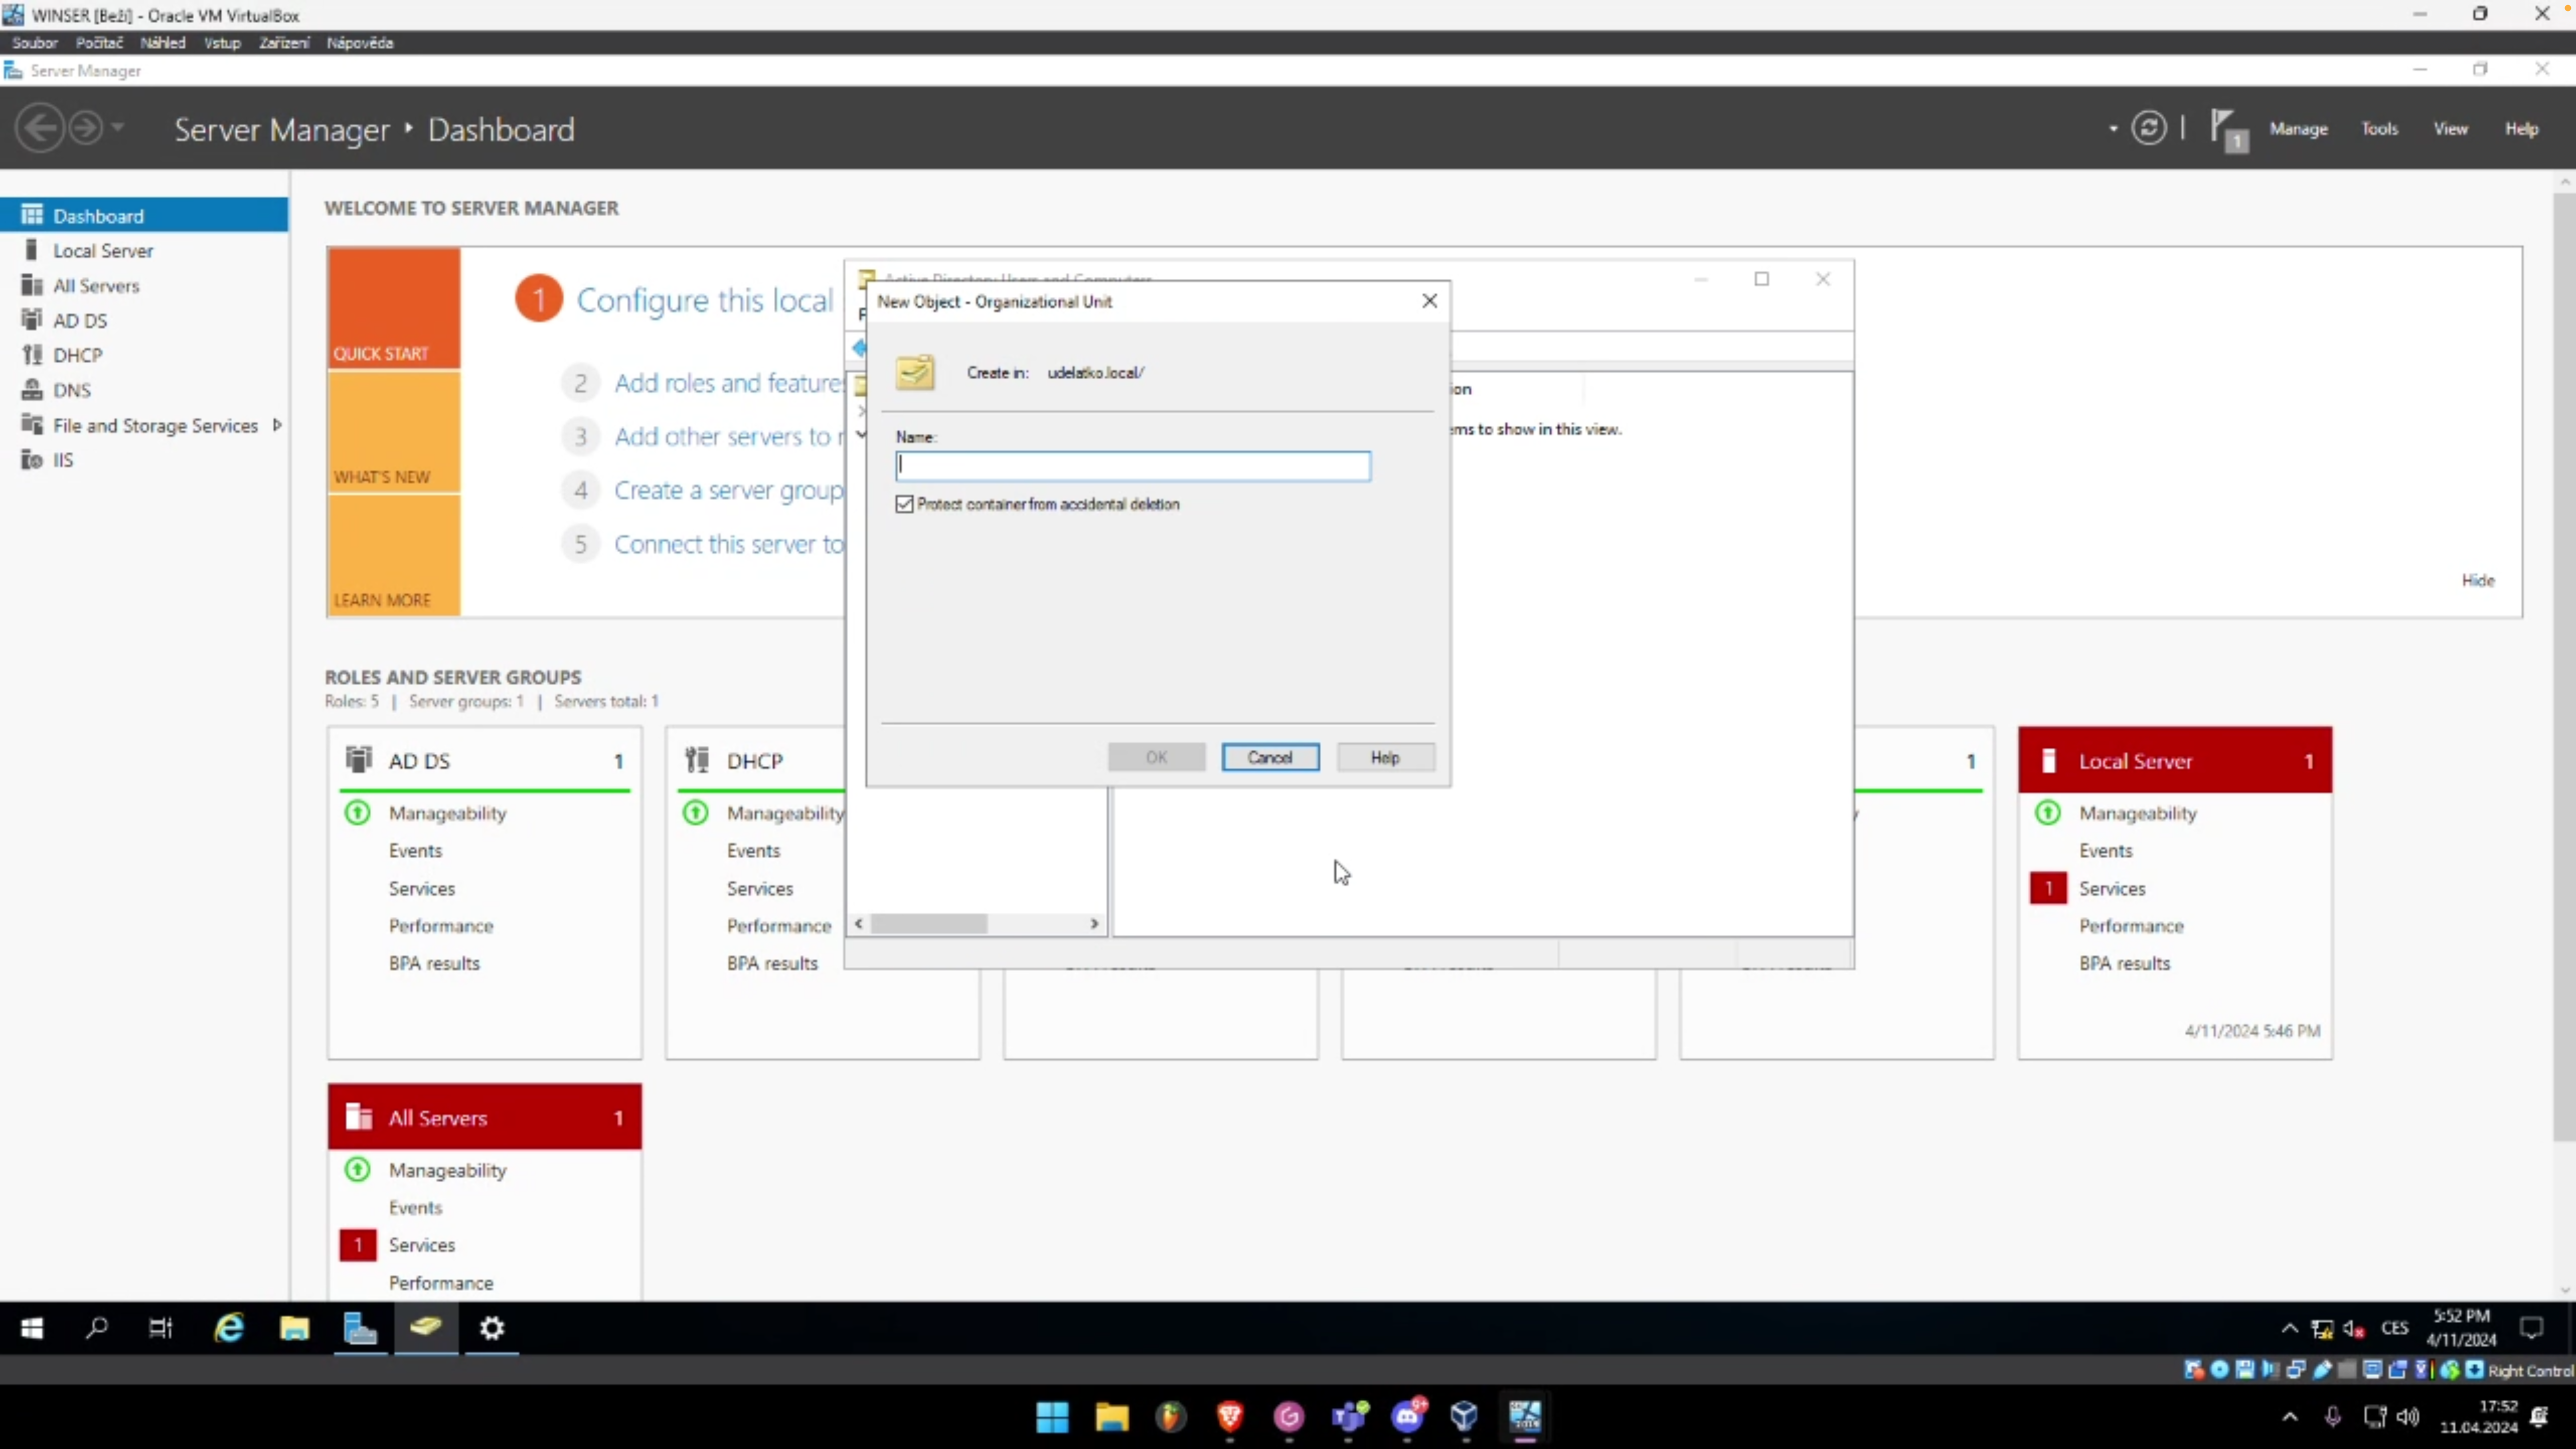 WINSER [Beží] - Oracle VM VirtualBox
Soubor Počítač Náhled Vstup Zařízení Nápověda
Server Manager
Server Manager Dashboard
1 Manage Tools View Help
Dashboard
Local Server
All Servers
AD DS
DHCP
DNS
File and Storage Services
IIS
WELCOME TO SERVER MANAGER
QUICK START
WHAT'S NEW
LEARN MORE
1 Configure this local
2 Add roles and features
3 Add other servers to
4 Create a server group
5 Connect this server to
Hide
Active Directory Users and Computers
New Object - Organizational Unit
Create in: udelatko.local/
Name:
Protect container from accidental deletion
OK Cancel Help
ion
ems to show in this view.
ROLES AND SERVER GROUPS
Roles: 5 | Server groups: 1 | Servers total: 1
AD DS 1
Manageability
Events
Services
Performance
BPA results
DHCP
Manageability
Events
Services
Performance
BPA results
1
Local Server 1
Manageability
Events
1 Services
Performance
BPA results
4/11/2024 5:46 PM
All Servers 1
Manageability
Events
1 Services
Performance
CES
5:52 PM
4/11/2024
Right Control
9+
17:52
11.04.2024